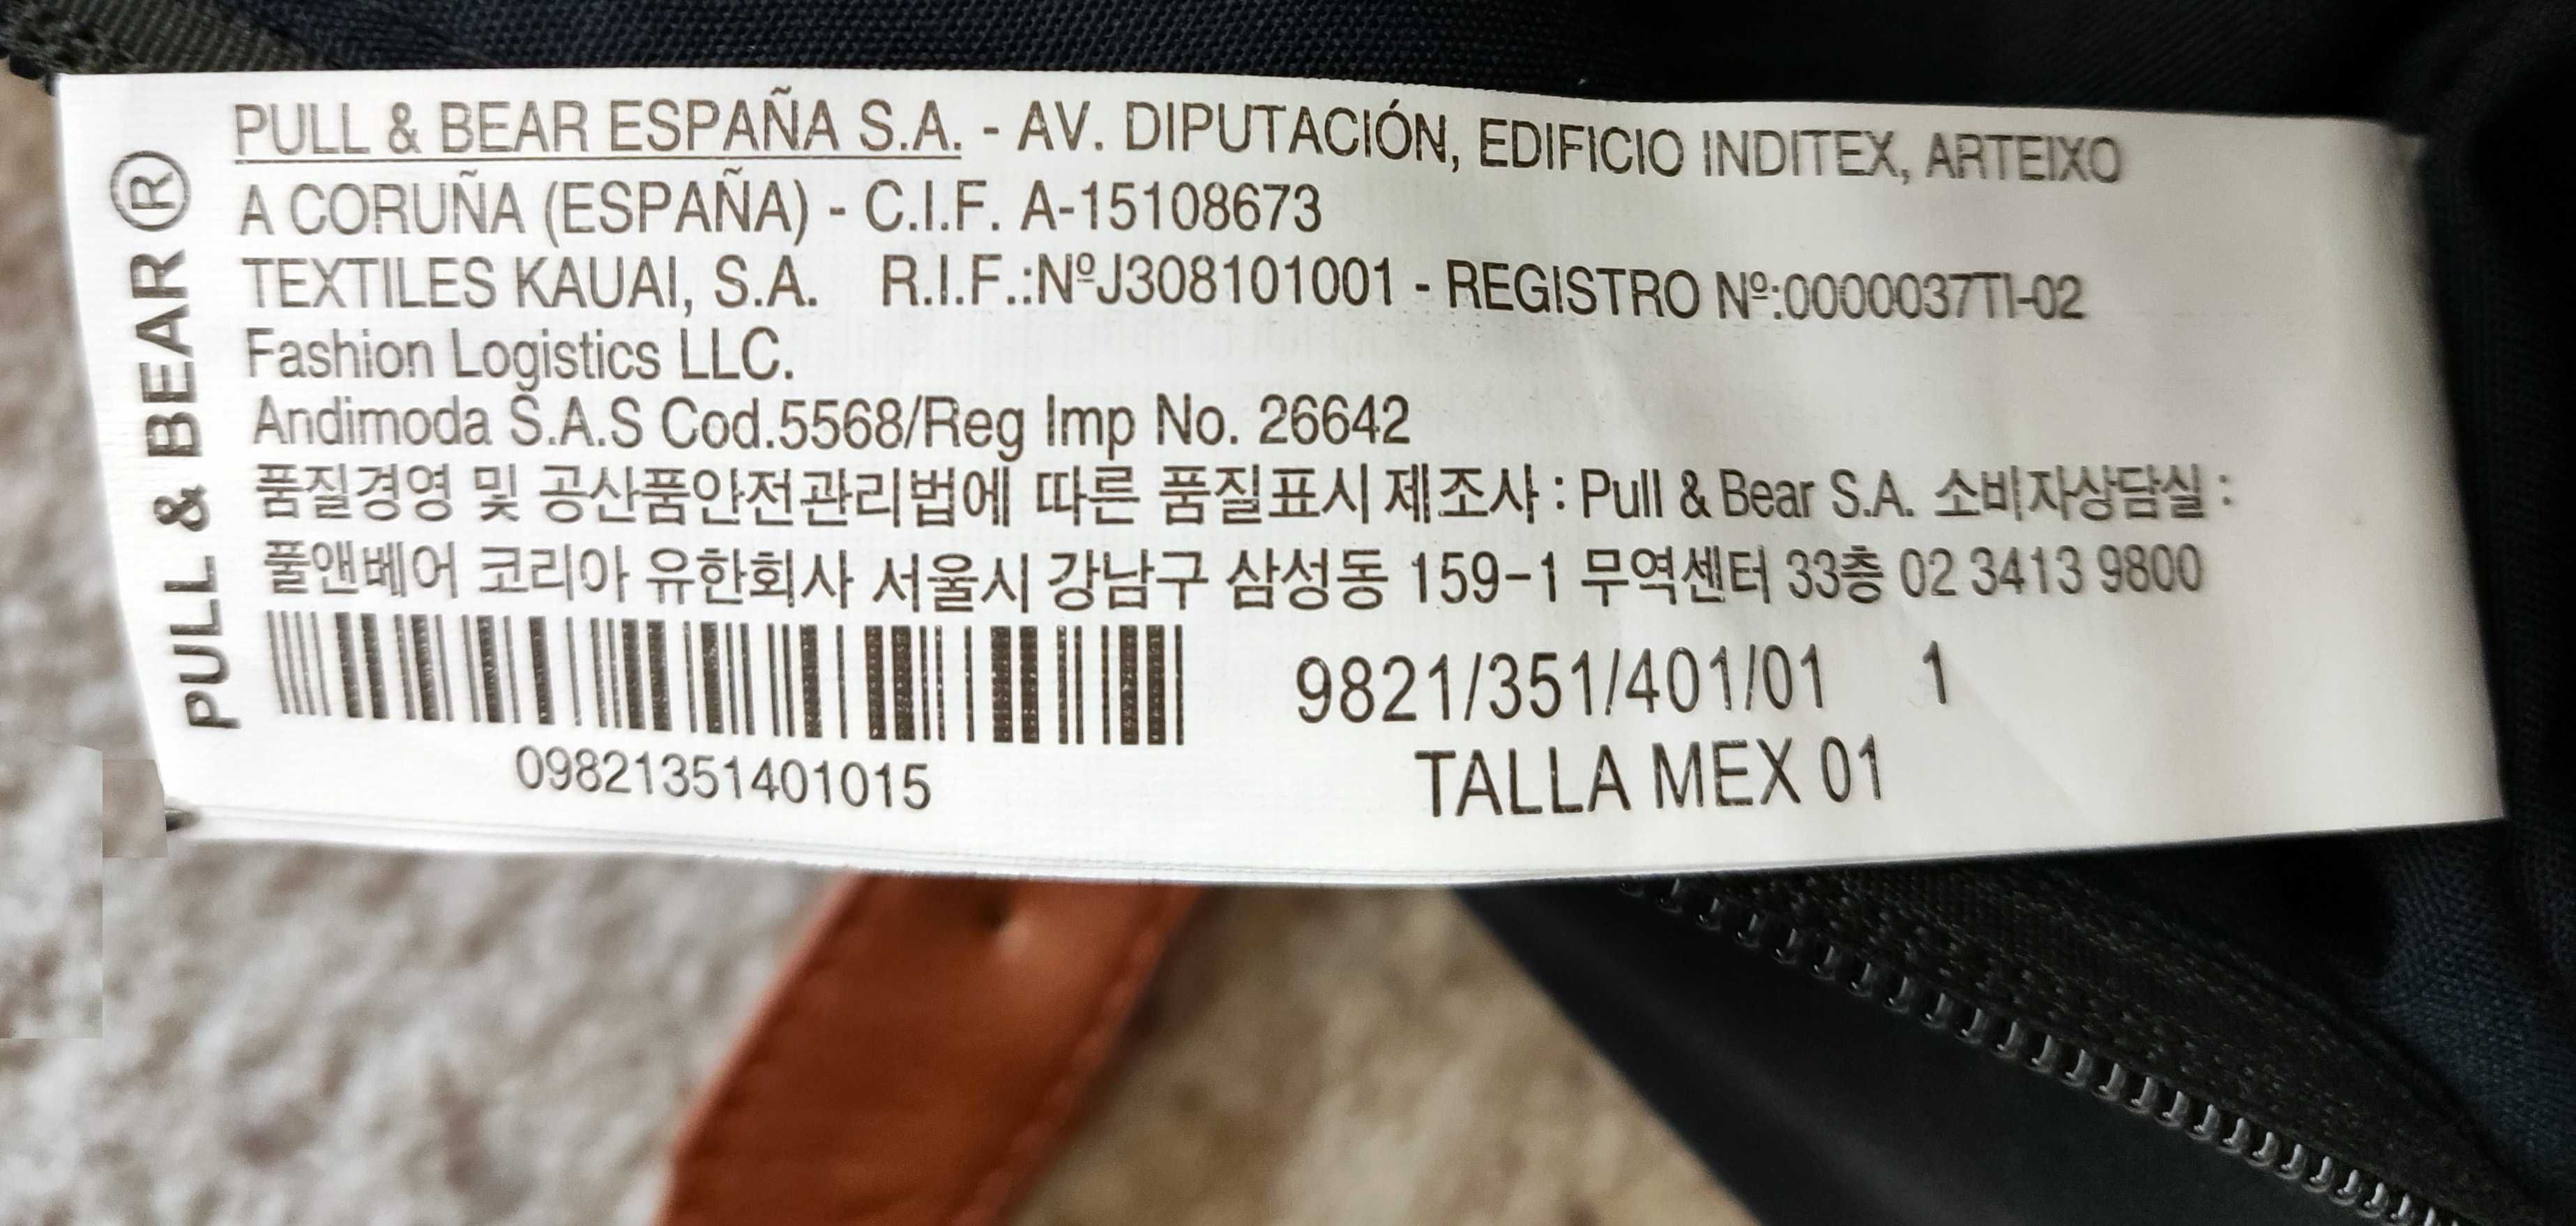 PULL & BEAR®
PULL & BEAR ESPAÑA S.A. - AV. DIPUTACIÓN, EDIFICIO INDITEX, ARTEIXO
A CORUÑA (ESPAÑA) - C.I.F. A-15108673
TEXTILES KAUAI, S.A. R.I.F.:NºJ308101001 - REGISTRO Nº:0000037TI-02
Fashion Logistics LLC.
Andimoda S.A.S Cod.5568/Reg Imp No. 26642
품질경영 및 공산품안전관리법에 따른 품질표시 제조사 : Pull & Bear S.A. 소비자상담실 :
풀앤베어 코리아 유한회사 서울시 강남구 삼성동 159-1 무역센터 33층 02 3413 9800
9821/351/401/01 1
09821351401015
TALLA MEX 01